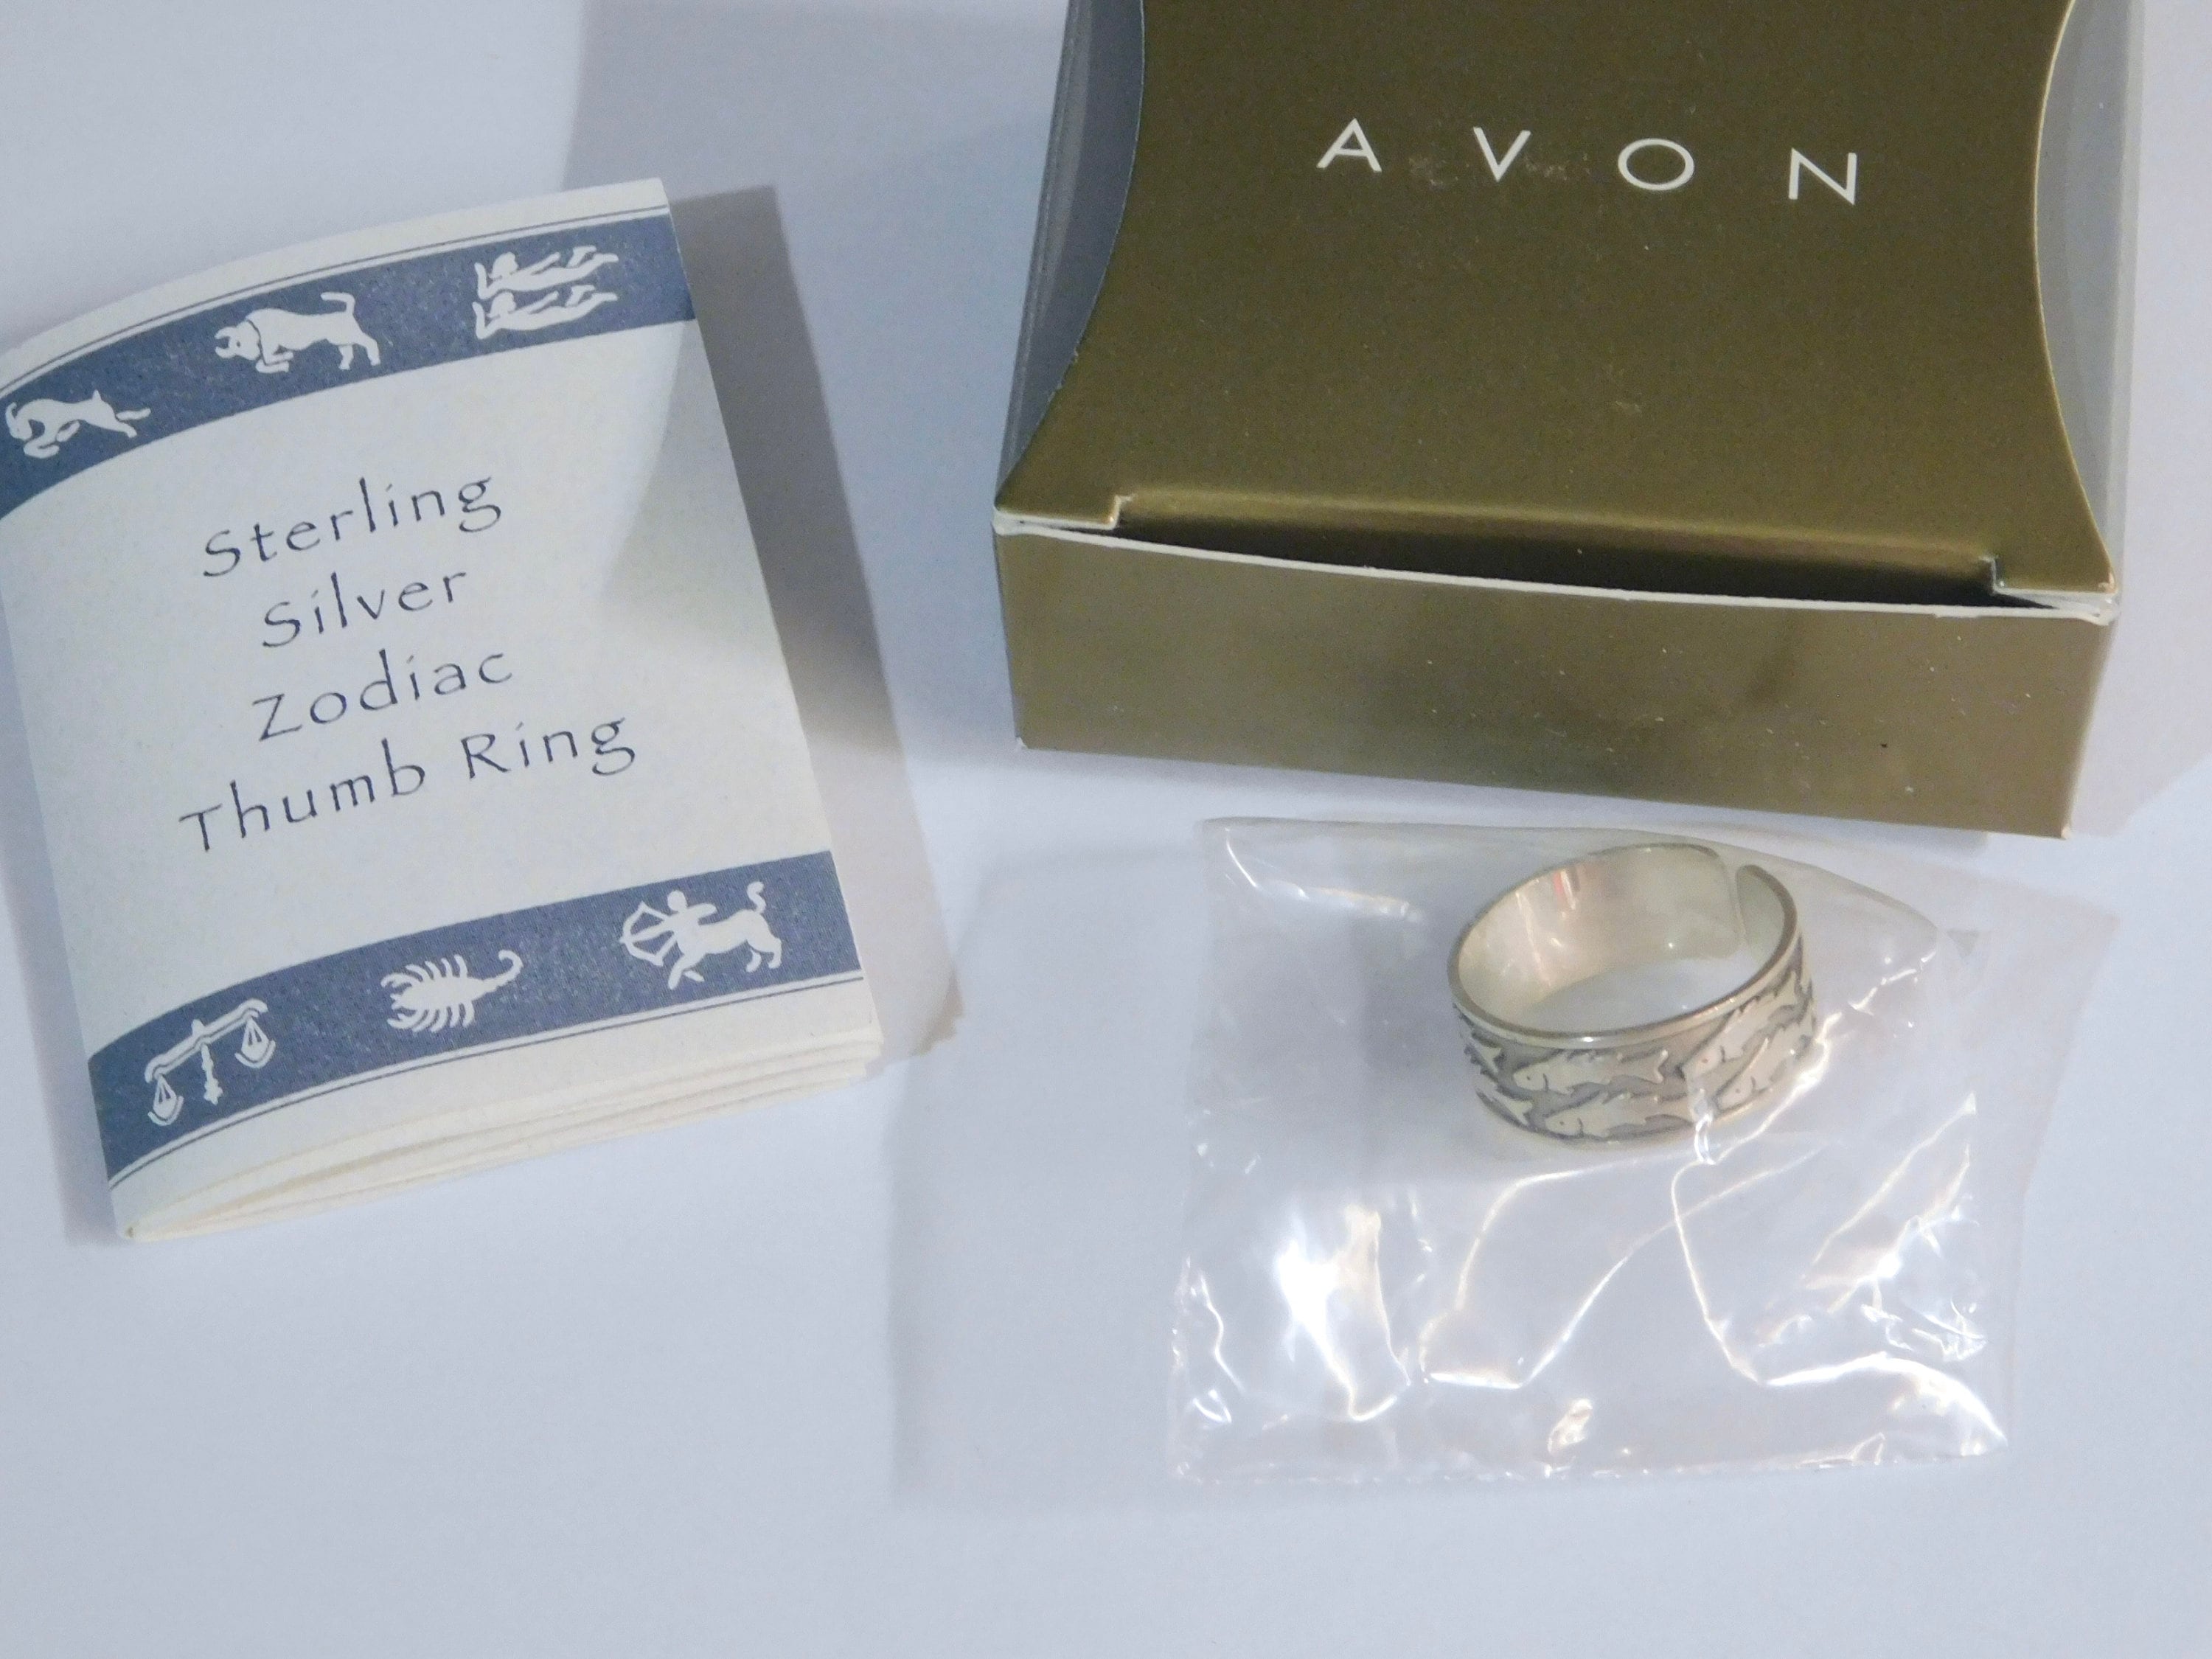 AVON
Sterling
Silver
Zodiac
Thumb Ring